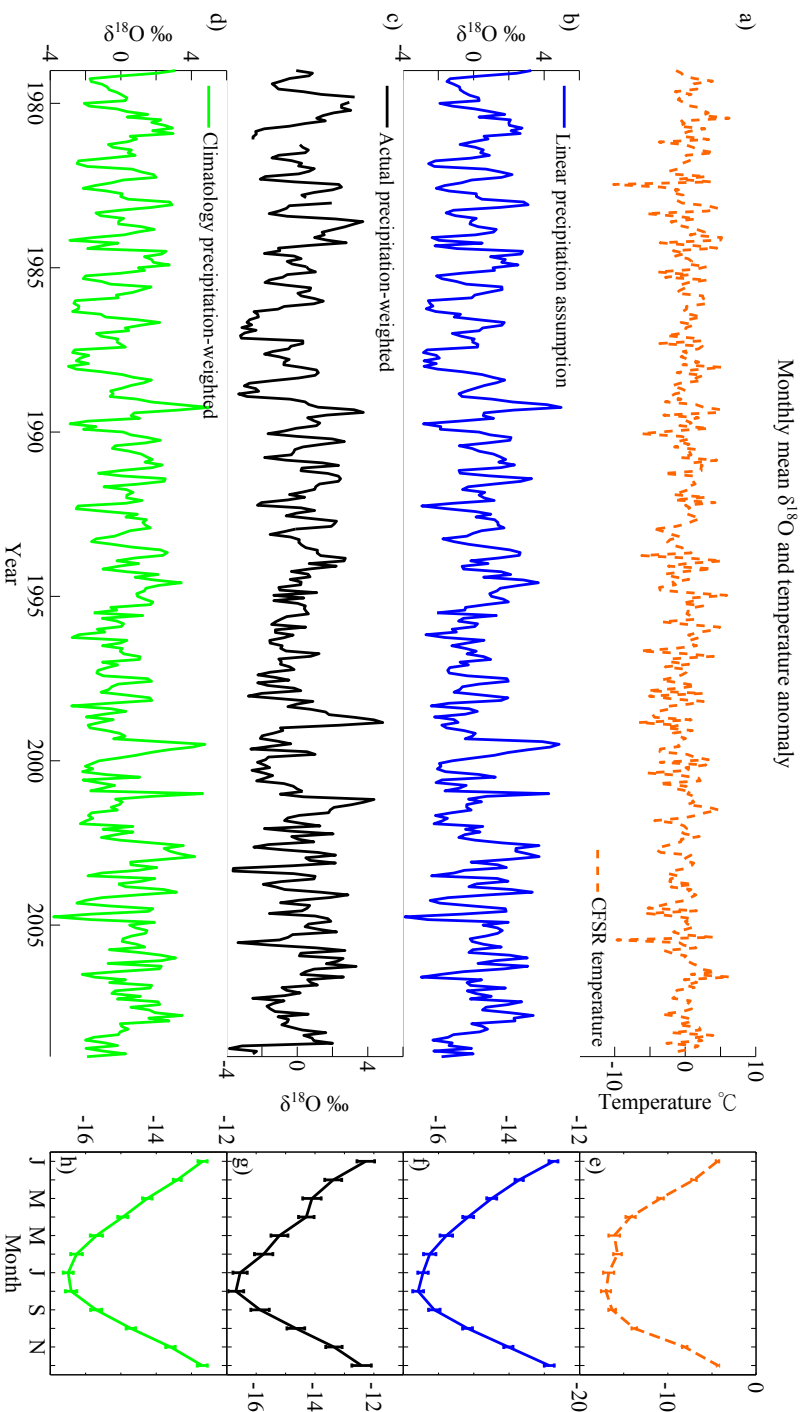 Monthly mean δ¹⁸O and temperature anomaly
a)
CFSR temperature
10
0
-10
Temperature ℃
b)
Linear precipitation assumption
δ¹⁸O ‰
4
0
-4
c)
Actual precipitation-weighted
4
0
-4
δ¹⁸O ‰
d)
Climatology precipitation-weighted
δ¹⁸O ‰
4
0
-4
1980
1985
1990
1995
2000
2005
Year
e)
0
-10
-20
f)
-12
-14
-16
g)
-12
-14
-16
h)
-12
-14
-16
J
M
M
J
S
N
Month